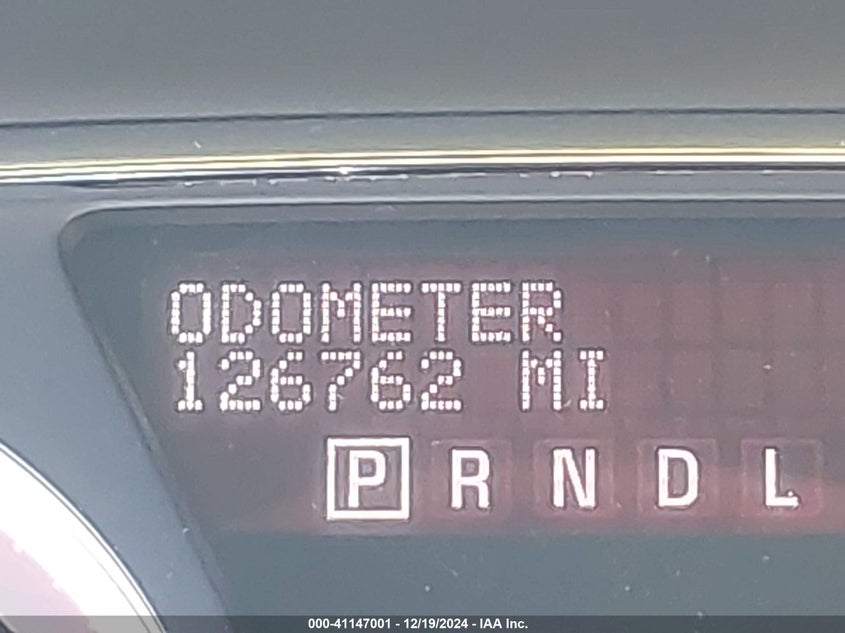 ODOMETER
126762 MI
P R N D L
000-41147001 - 12/19/2024 - IAA Inc.